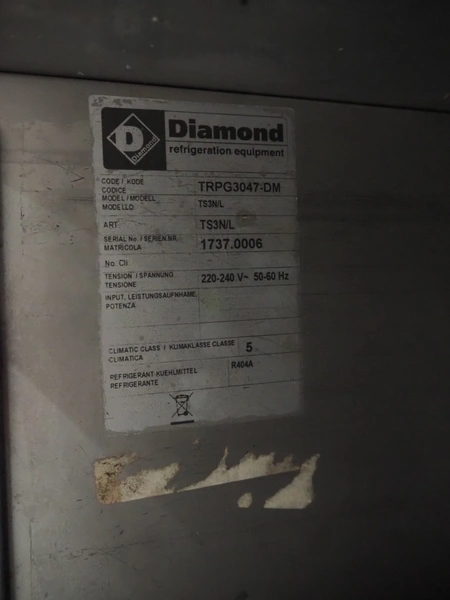 D
Diamond
Diamond
refrigeration equipment
CODE / KODE
CODICE
TRPG3047-DM
MODEL / MODELL
MODELLO
TS3N/L
ART
TS3N/L
SERIAL No. / SERIEN.NR.
MATRICOLA
1737.0006
No. Cli
TENSION / SPANNUNG
TENSIONE
220-240 V~ 50-60 Hz
INPUT, LEISTUNGSAUFNHAME
POTENZA
CLIMATIC CLASS / KLIMAKLASSE CLASSE
CLIMATICA
5
REFRIGERANT KUEHLMITTEL
REFRIGERANTE
R404A